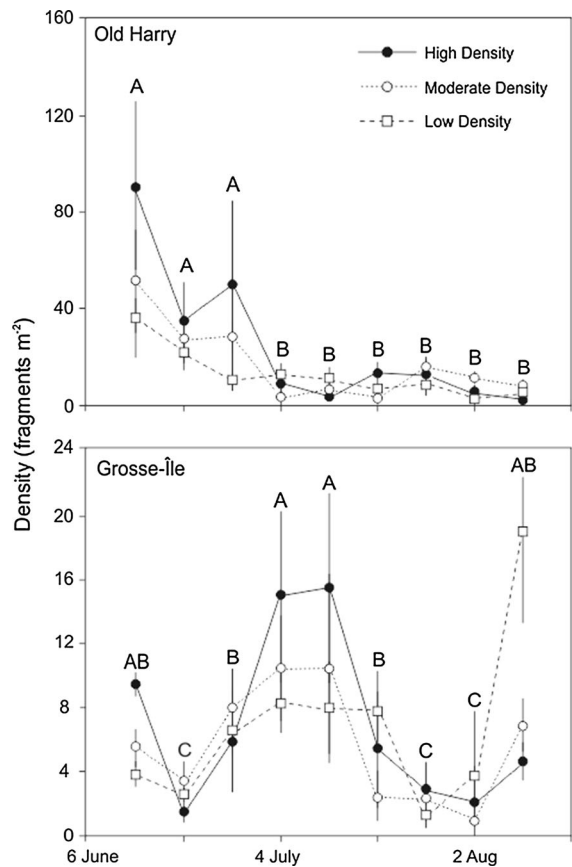 160
Old Harry
High Density
Moderate Density
Low Density
A
A
A
120
80
40
B B B B B B
0
Density (fragments m⁻²)
24
Grosse-Île
AB
A A
20
16
12
AB
B
B
8
C
C
C
4
0
6 June 4 July 2 Aug